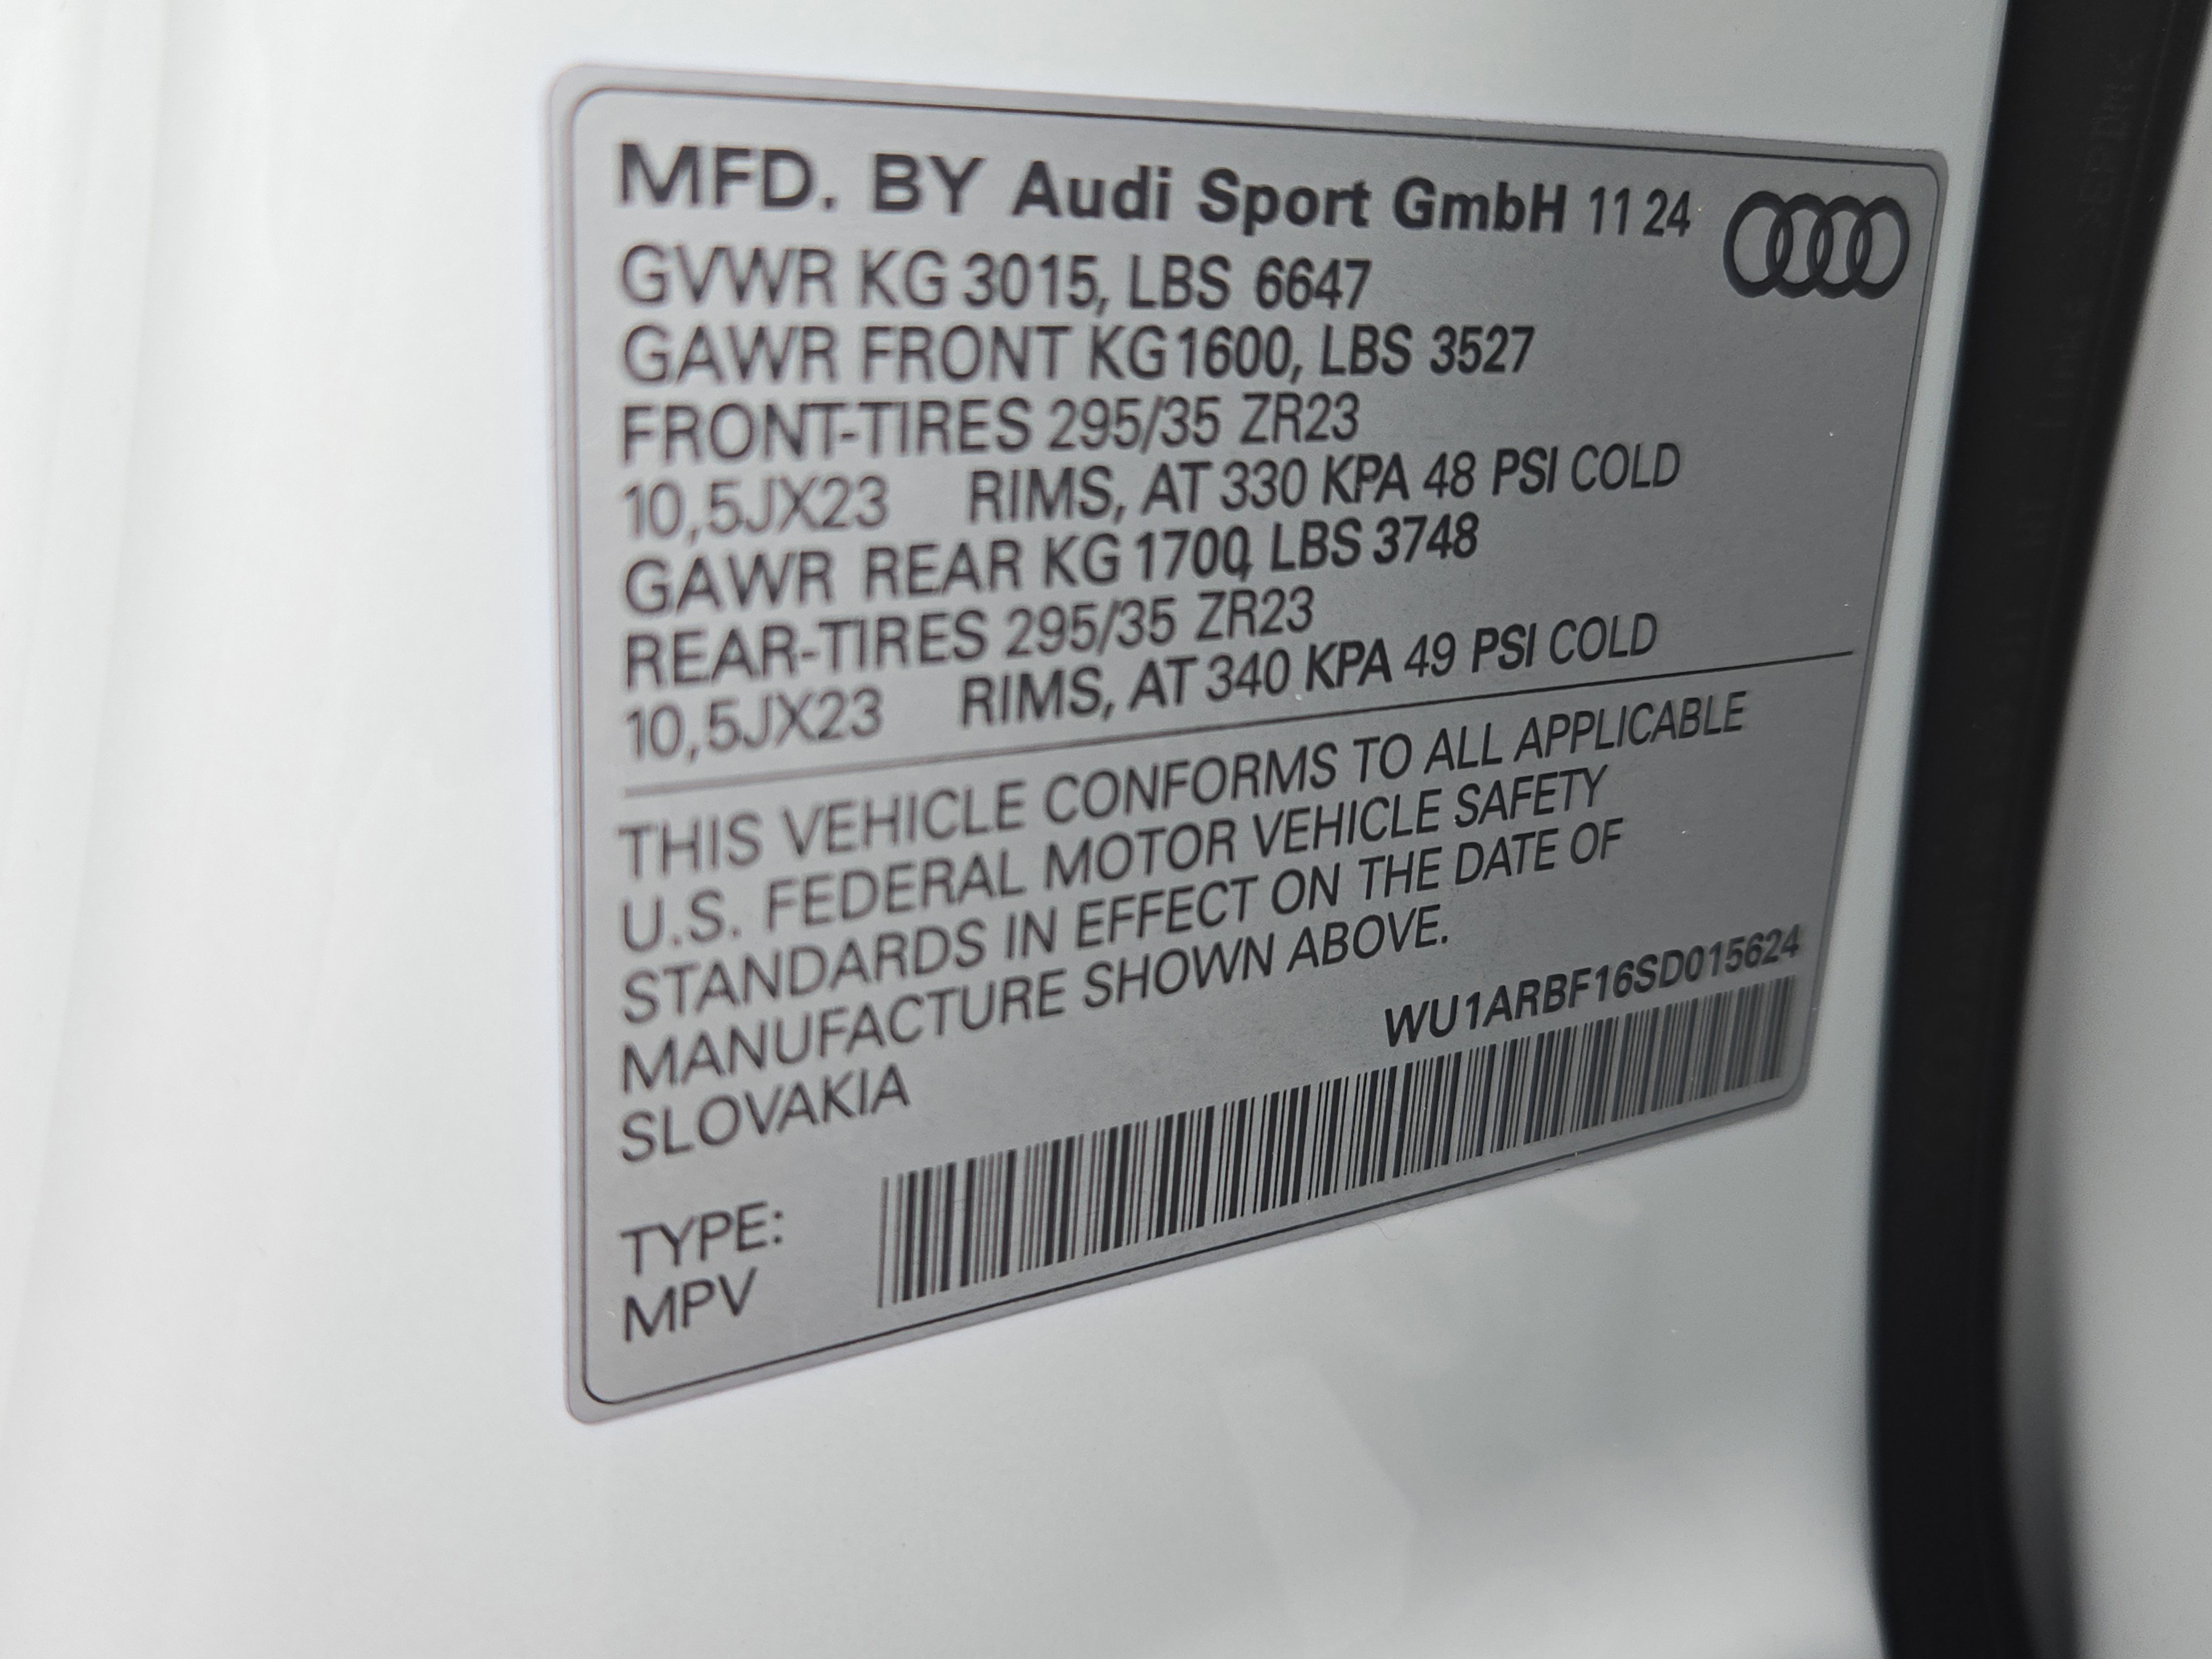 MFD. BY Audi Sport GmbH 11 24
GVWR KG 3015, LBS 6647
GAWR FRONT KG 1600, LBS 3527
FRONT-TIRES 295/35 ZR23
10,5JX23 RIMS, AT 330 KPA 48 PSI COLD
GAWR REAR KG 1700, LBS 3748
REAR-TIRES 295/35 ZR23
10,5JX23 RIMS, AT 340 KPA 49 PSI COLD
THIS VEHICLE CONFORMS TO ALL APPLICABLE
U.S. FEDERAL MOTOR VEHICLE SAFETY
STANDARDS IN EFFECT ON THE DATE OF
MANUFACTURE SHOWN ABOVE.
SLOVAKIA
WU1ARBF16SD015624
TYPE:
MPV